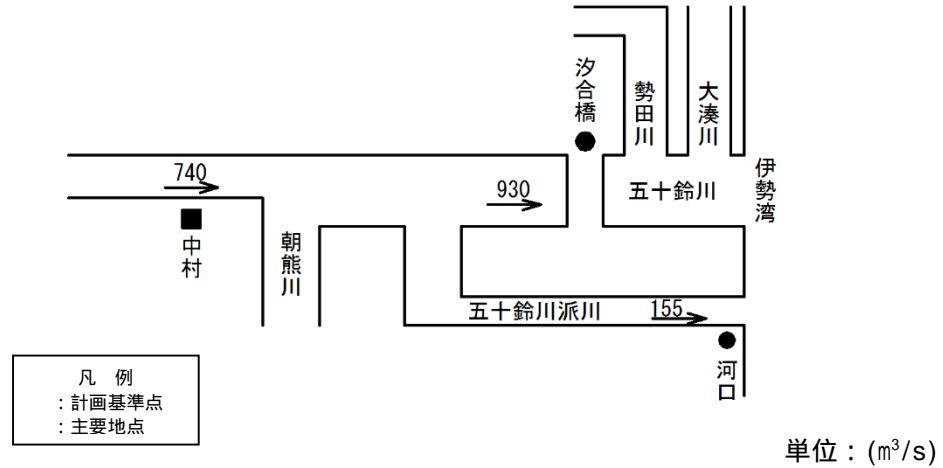 汐合橋
勢田川
大湊川
伊勢湾
740
930
五十鈴川
中村
朝熊川
五十鈴川派川
155
河口
凡 例
：計画基準点
：主要地点
単位：(m³/s)